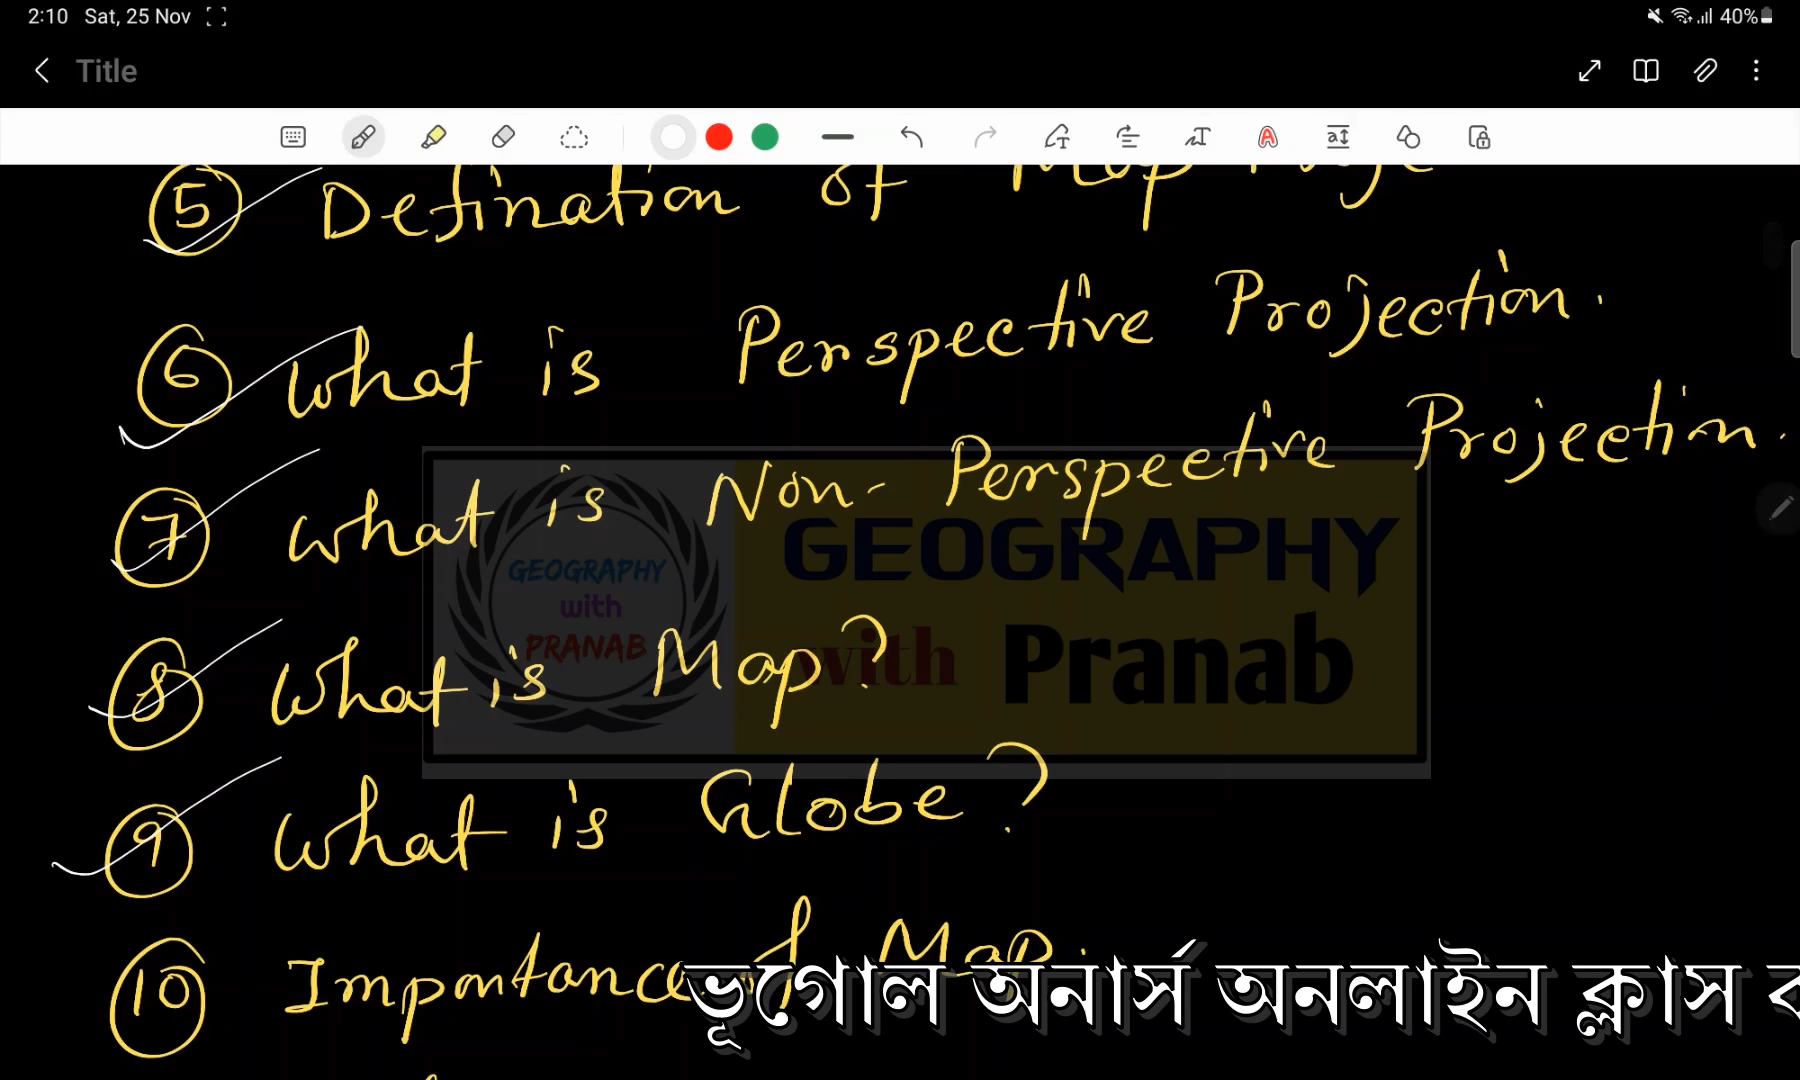 2:10 Sat, 25 Nov
40%
Title
5 Defination of Map
6 What is Perspective Projection.
7 What is Non-Perspective Projection.
8 What is Map?
9 What is Globe?
10 Importance of Map.
GEOGRAPHY
with
PRANAB
GEOGRAPHY
with Pranab
ভূগোল অনার্স অনলাইন ক্লাস